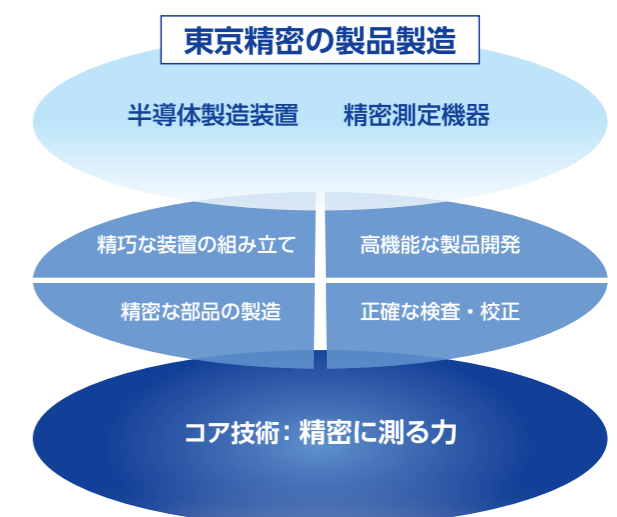 東京精密の製品製造
半導体製造装置 精密測定機器
精巧な装置の組み立て 高機能な製品開発
精密な部品の製造 正確な検査・校正
コア技術：精密に測る力